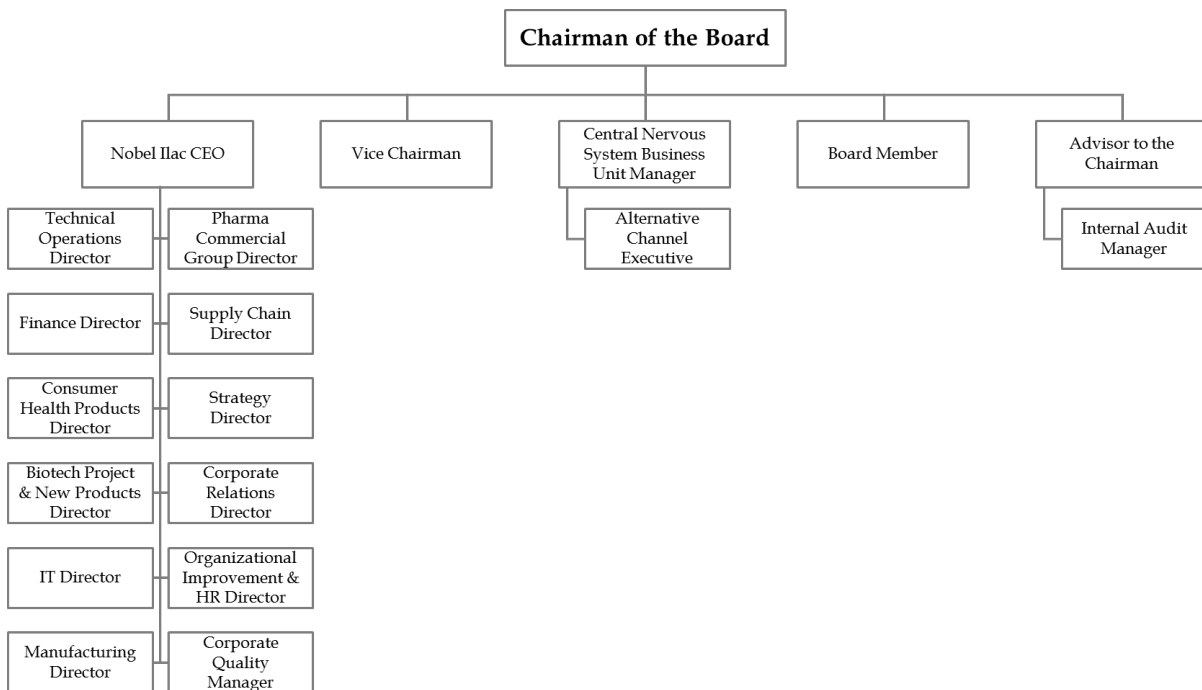 Chairman of the Board
Nobel Ilac CEO
Vice Chairman
Central Nervous
System Business
Unit Manager
Board Member
Advisor to the
Chairman
Technical
Operations
Director
Pharma
Commercial
Group Director
Alternative
Channel
Executive
Internal Audit
Manager
Finance Director
Supply Chain
Director
Consumer
Health Products
Director
Strategy
Director
Biotech Project
& New Products
Director
Corporate
Relations
Director
IT Director
Organizational
Improvement &
HR Director
Manufacturing
Director
Corporate
Quality
Manager